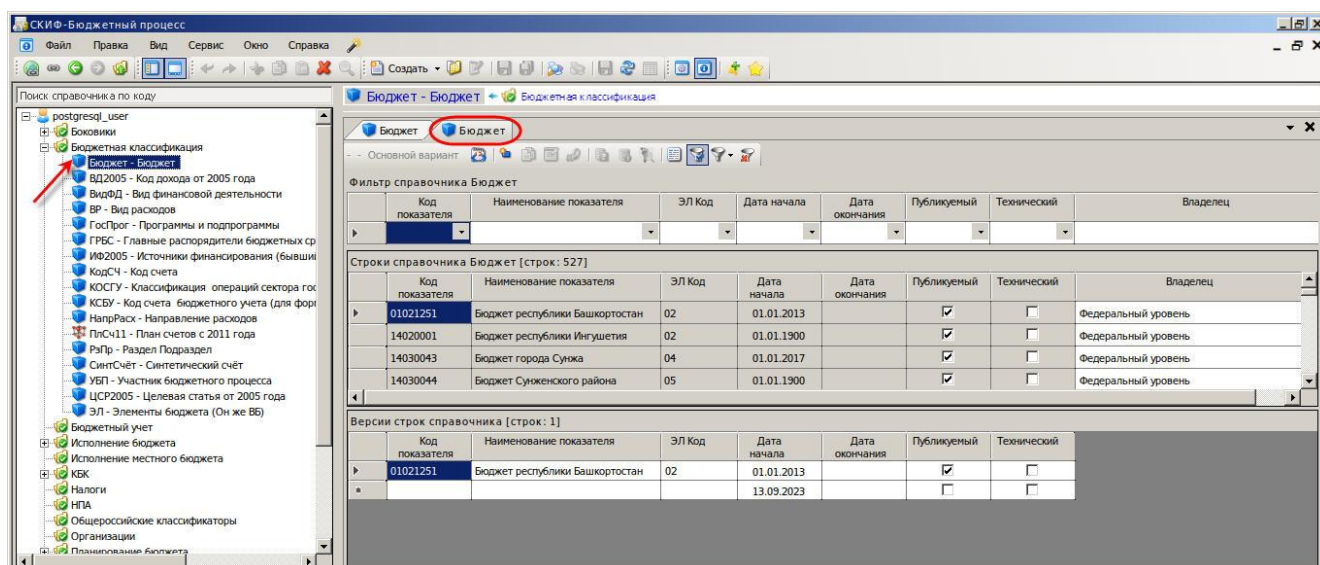 СКИФ-Бюджетный процесс
Файл Правка Вид Сервис Окно Справка
Создать
Поиск справочника по коду
Бюджет - Бюджет Бюджетная классификация
postgresql_user
Боковики
Бюджетная классификация
Бюджет - Бюджет
ВД2005 - Код дохода от 2005 года
ВидФД - Вид финансовой деятельности
ВР - Вид расходов
ГосПрог - Программы и подпрограммы
ГРБС - Главные распорядители бюджетных ср
ИФ2005 - Источники финансирования (бывши
КодСЧ - Код счета
КОСГУ - Классификация операций сектора гос
КСБУ - Код счета бюджетного учета (для форм
НапрРасх - Направление расходов
ПлСч11 - План счетов с 2011 года
РзПр - Раздел Подраздел
СинтСчёт - Синтетический счёт
УБП - Участник бюджетного процесса
ЦСР2005 - Целевая статья от 2005 года
ЭЛ - Элементы бюджета (Он же ВБ)
Бюджетный учет
Исполнение бюджета
Исполнение местного бюджета
КБК
Налоги
НПА
Общероссийские классификаторы
Организации
Планирование бюджета
Бюджет Бюджет
- - Основной вариант
Фильтр справочника Бюджет
Код показателя Наименование показателя ЭЛ Код Дата начала Дата окончания Публикуемый Технический Владелец
Строки справочника Бюджет [строк: 527]
Код показателя Наименование показателя ЭЛ Код Дата начала Дата окончания Публикуемый Технический Владелец
01021251 Бюджет республики Башкортостан 02 01.01.2013 Федеральный уровень
14020001 Бюджет республики Ингушетия 02 01.01.1900 Федеральный уровень
14030043 Бюджет города Сунжа 04 01.01.2017 Федеральный уровень
14030044 Бюджет Сунженского района 05 01.01.1900 Федеральный уровень
Версии строк справочника [строк: 1]
Код показателя Наименование показателя ЭЛ Код Дата начала Дата окончания Публикуемый Технический
01021251 Бюджет республики Башкортостан 02 01.01.2013
13.09.2023